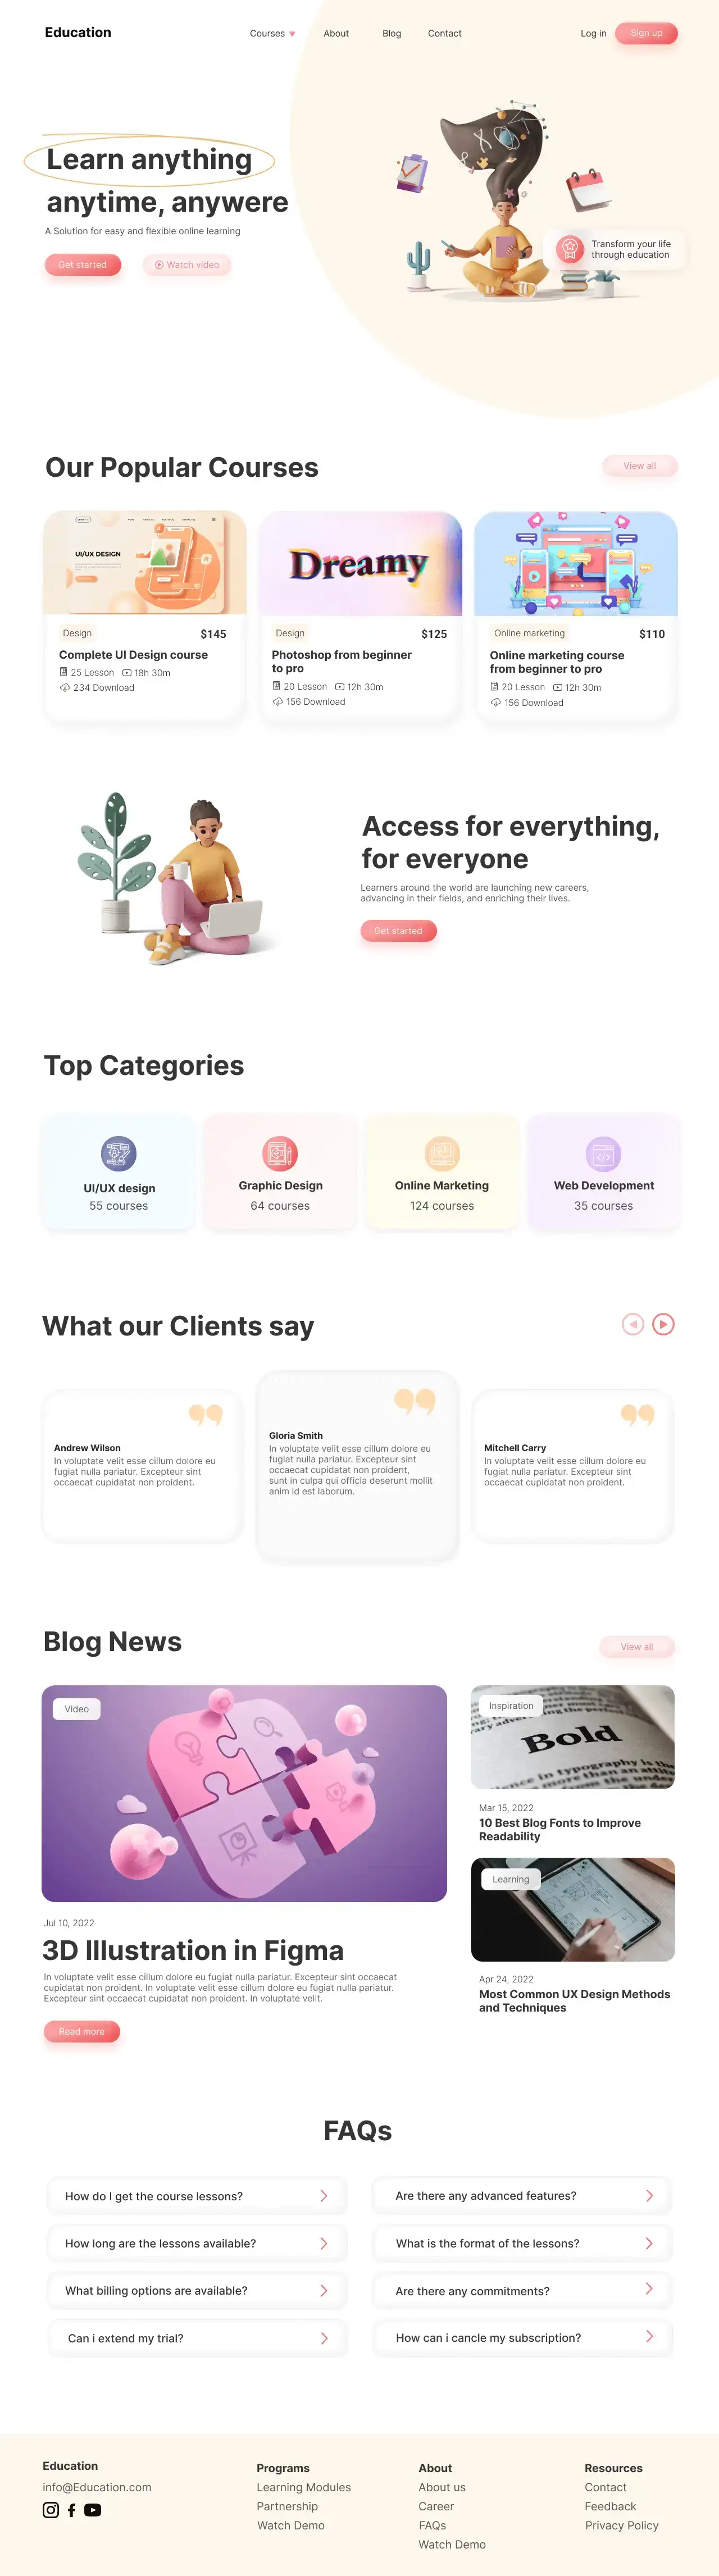 Education
Courses
About
Blog
Contact
Log in
Sign up
Learn anything
anytime, anywere
A Solution for easy and flexible online learning
Get started
Watch video
Transform your life
through education
Our Popular Courses
View all
UI/UX DESIGN
Design
$145
Complete UI Design course
25 Lesson
18h 30m
234 Download
Dreamy
Design
$125
Photoshop from beginner
to pro
20 Lesson
12h 30m
156 Download
Online marketing
$110
Online marketing course
from beginner to pro
20 Lesson
12h 30m
156 Download
Access for everything,
for everyone
Learners around the world are launching new careers,
advancing in their fields, and enriching their lives.
Get started
Top Categories
UI/UX design
55 courses
Graphic Design
64 courses
Online Marketing
124 courses
Web Development
35 courses
What our Clients say
Andrew Wilson
In voluptate velit esse cillum dolore eu
fugiat nulla pariatur. Excepteur sint
occaecat cupidatat non proident.
Gloria Smith
In voluptate velit esse cillum dolore eu
fugiat nulla pariatur. Excepteur sint
occaecat cupidatat non proident,
sunt in culpa qui officia deserunt mollit
anim id est laborum.
Mitchell Carry
In voluptate velit esse cillum dolore eu
fugiat nulla pariatur. Excepteur sint
occaecat cupidatat non proident.
Blog News
View all
Video
Jul 10, 2022
3D Illustration in Figma
In voluptate velit esse cillum dolore eu fugiat nulla pariatur. Excepteur sint occaecat
cupidatat non proident. In voluptate velit esse cillum dolore eu fugiat nulla pariatur.
Excepteur sint occaecat cupidatat non proident. In voluptate velit.
Read more
Inspiration
Bold
Mar 15, 2022
10 Best Blog Fonts to Improve
Readability
Learning
Apr 24, 2022
Most Common UX Design Methods
and Techniques
FAQs
How do I get the course lessons?
Are there any advanced features?
How long are the lessons available?
What is the format of the lessons?
What billing options are available?
Are there any commitments?
Can i extend my trial?
How can i cancle my subscription?
Education
info@Education.com
Programs
Learning Modules
Partnership
Watch Demo
About
About us
Career
FAQs
Watch Demo
Resources
Contact
Feedback
Privacy Policy